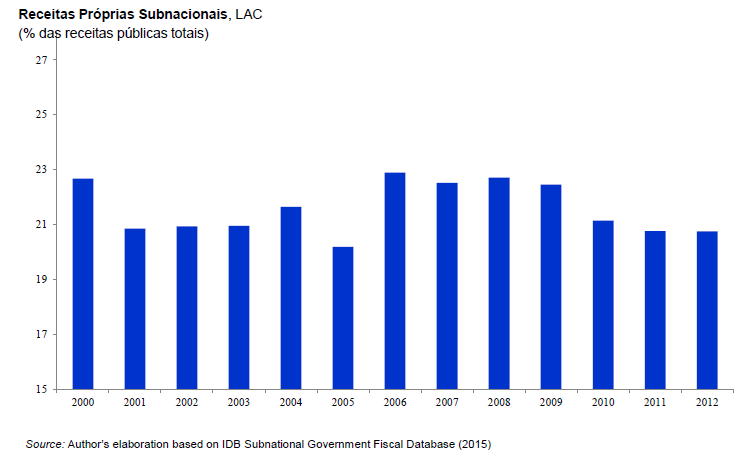 Receitas Próprias Subnacionais, LAC
(% das receitas públicas totais)
27
25
23
21
19
17
15
2000 2001 2002 2003 2004 2005 2006 2007 2008 2009 2010 2011 2012
Source: Author's elaboration based on IDB Subnational Government Fiscal Database (2015)